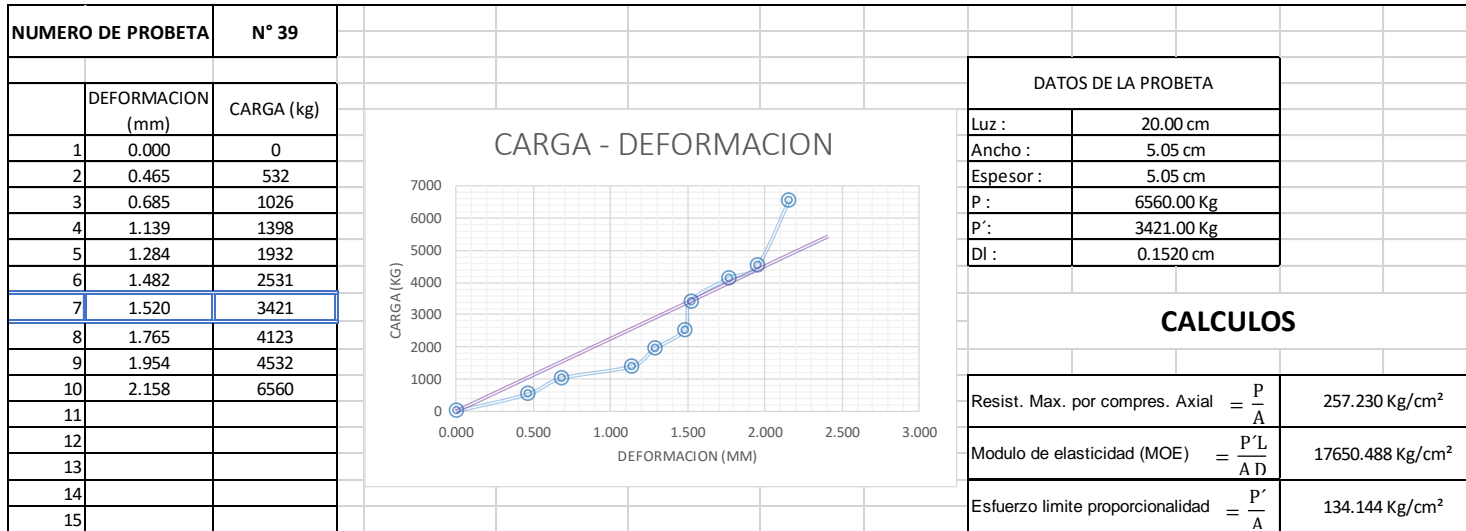 NUMERO DE PROBETA N° 39
DEFORMACION (mm) CARGA (kg)
1 0.000 0
2 0.465 532
3 0.685 1026
4 1.139 1398
5 1.284 1932
6 1.482 2531
7 1.520 3421
8 1.765 4123
9 1.954 4532
10 2.158 6560
11
12
13
14
15
CARGA - DEFORMACION
CARGA (KG)
7000
6000
5000
4000
3000
2000
1000
0
0.000 0.500 1.000 1.500 2.000 2.500 3.000
DEFORMACION (MM)
DATOS DE LA PROBETA
Luz : 20.00 cm
Ancho : 5.05 cm
Espesor : 5.05 cm
P : 6560.00 Kg
P´: 3421.00 Kg
Dl : 0.1520 cm
CALCULOS
Resist. Max. por compres. Axial = P/A 257.230 Kg/cm²
Modulo de elasticidad (MOE) = P´L/A D 17650.488 Kg/cm²
Esfuerzo limite proporcionalidad = P´/A 134.144 Kg/cm²